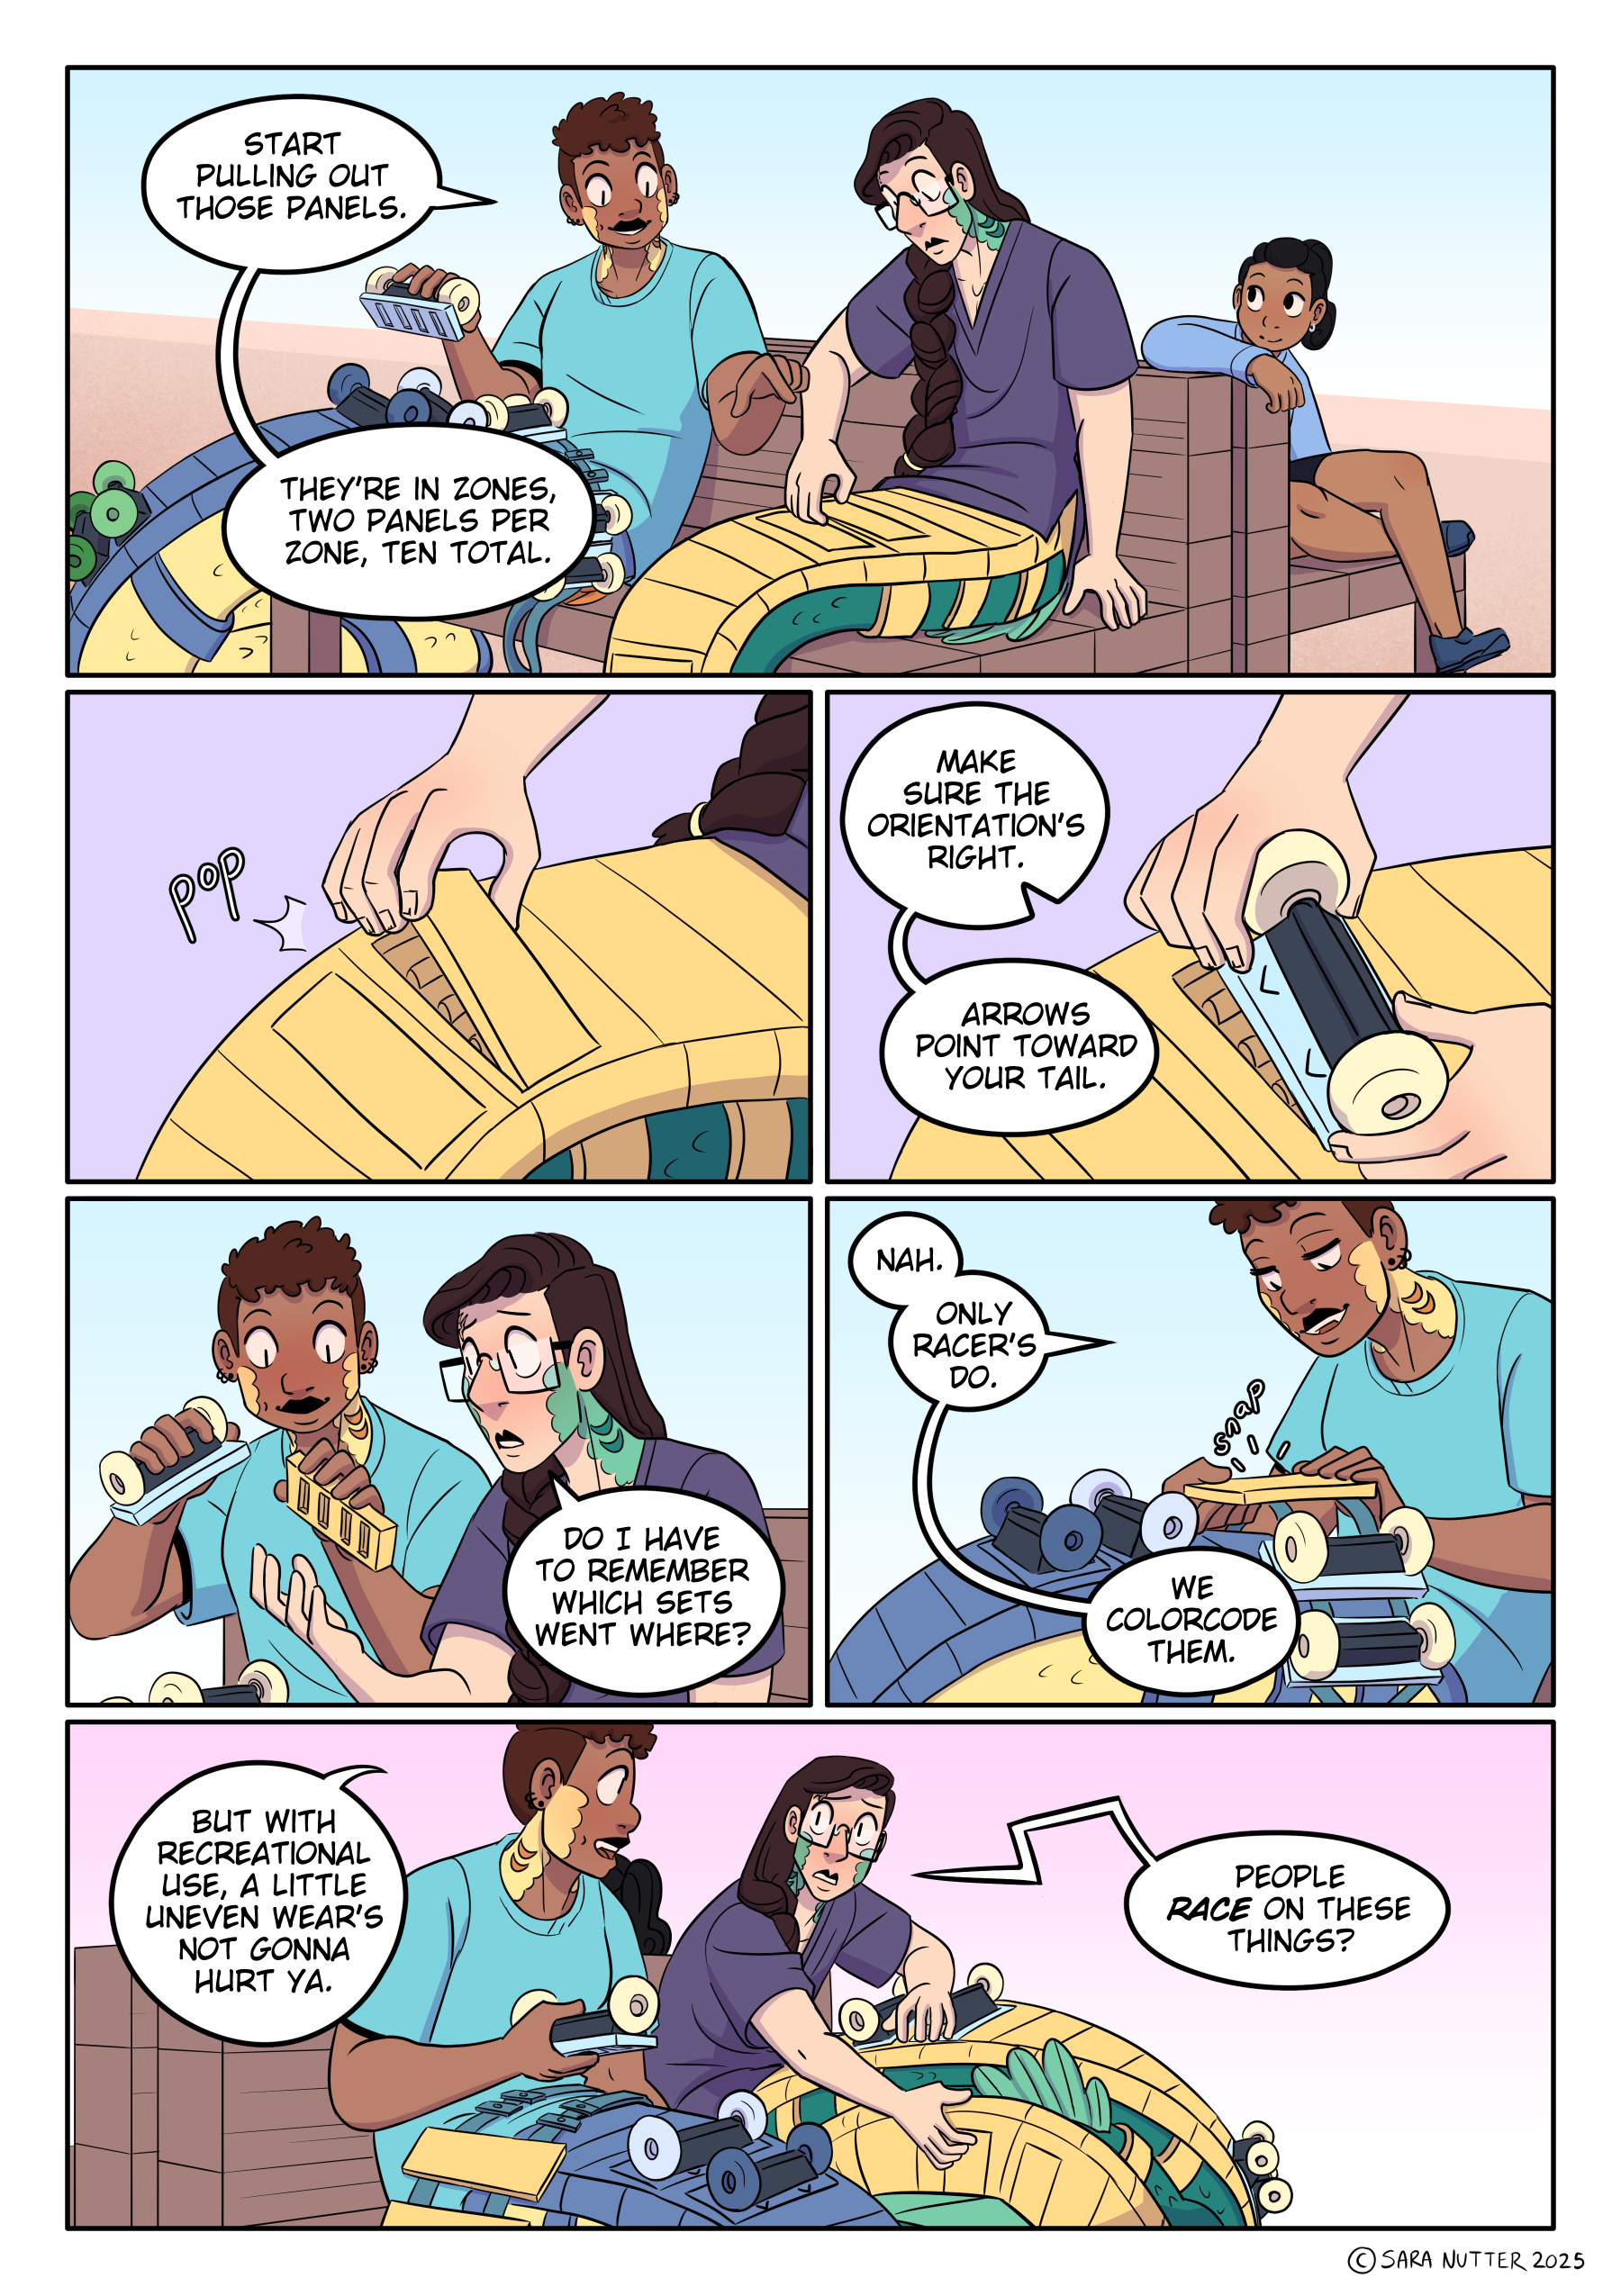 START
PULLING OUT
THOSE PANELS.
THEY'RE IN ZONES,
TWO PANELS PER
ZONE, TEN TOTAL.
POP
MAKE
SURE THE
ORIENTATION'S
RIGHT.
ARROWS
POINT TOWARD
YOUR TAIL.
DO I HAVE
TO REMEMBER
WHICH SETS
WENT WHERE?
NAH.
ONLY
RACER'S
DO.
snap
WE
COLORCODE
THEM.
BUT WITH
RECREATIONAL
USE, A LITTLE
UNEVEN WEAR'S
NOT GONNA
HURT YA.
PEOPLE
RACE ON THESE
THINGS?
© SARA NUTTER 2025